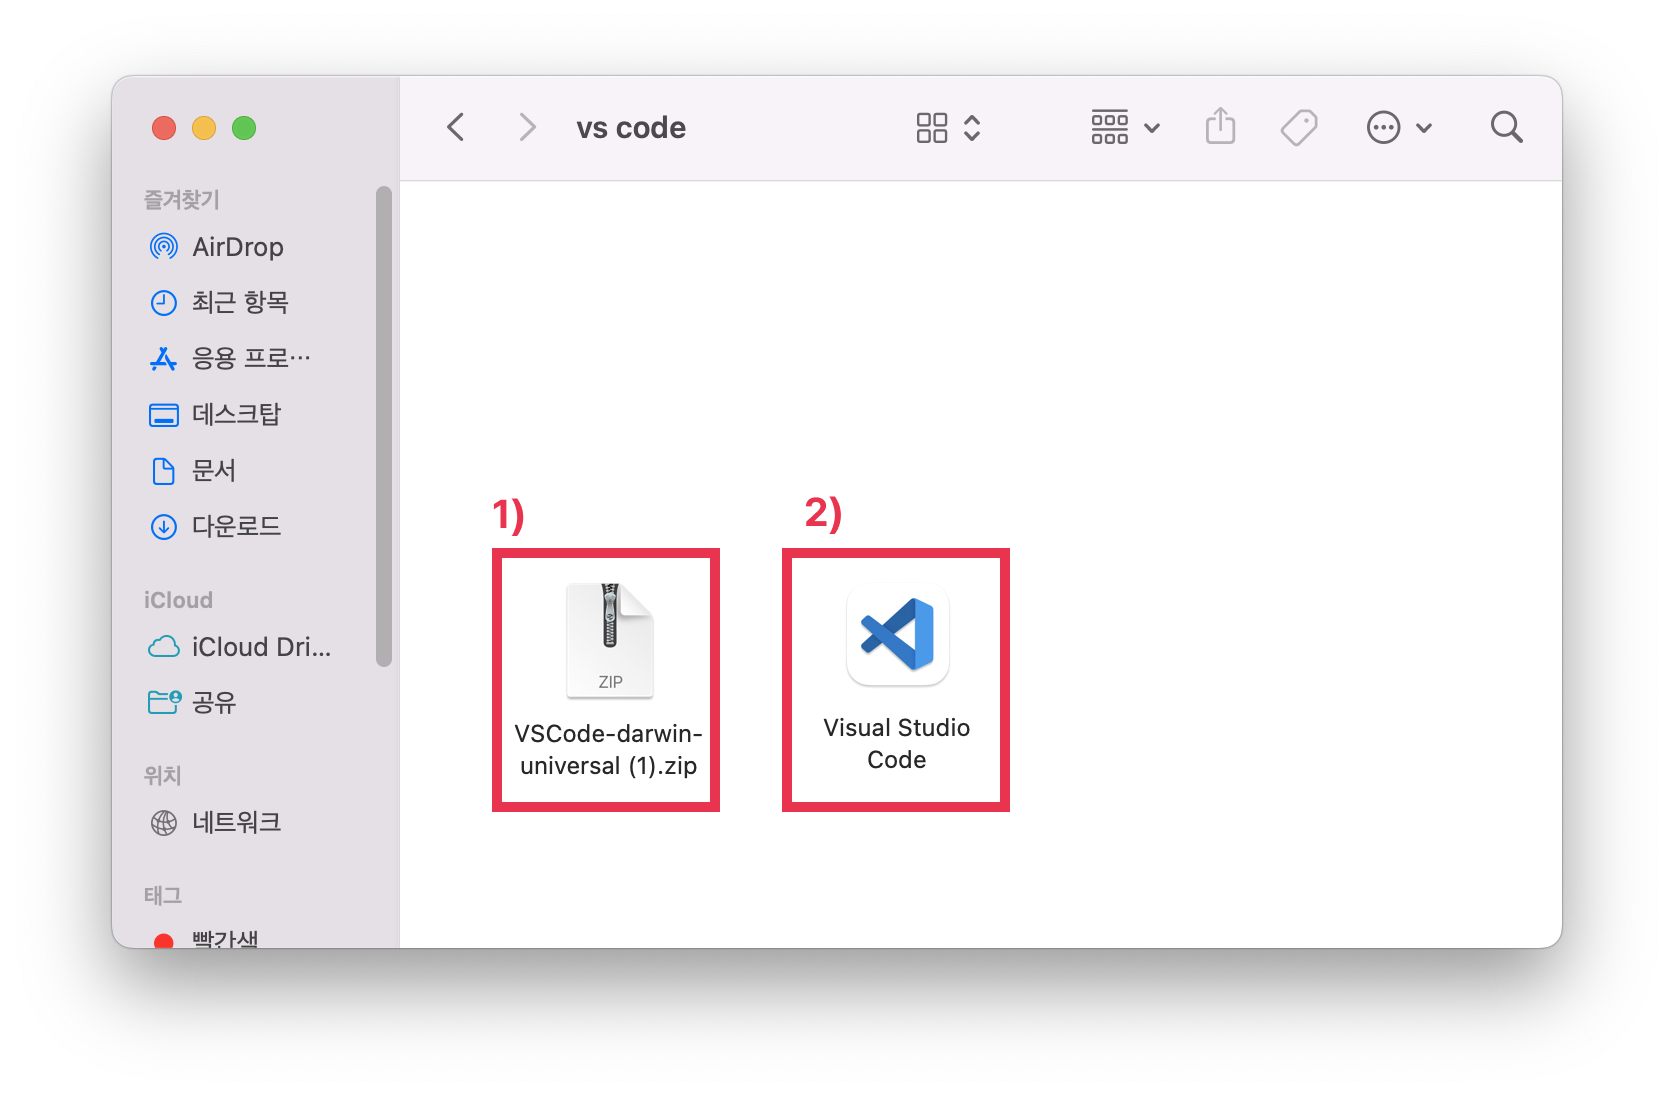 vs code
즐겨찾기
AirDrop
최근 항목
응용 프로…
데스크탑
문서
다운로드
iCloud
iCloud Dri...
공유
위치
네트워크
태그
빨간색
1)
2)
ZIP
VSCode-darwin-
universal (1).zip
Visual Studio
Code